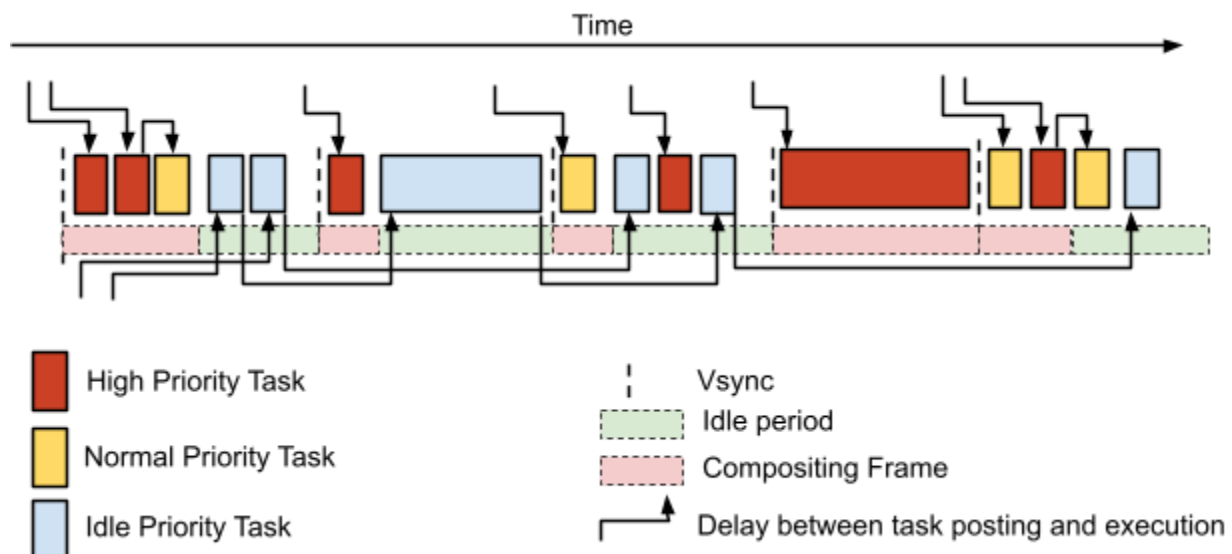 Time
High Priority Task
Normal Priority Task
Idle Priority Task
Vsync
Idle period
Compositing Frame
Delay between task posting and execution